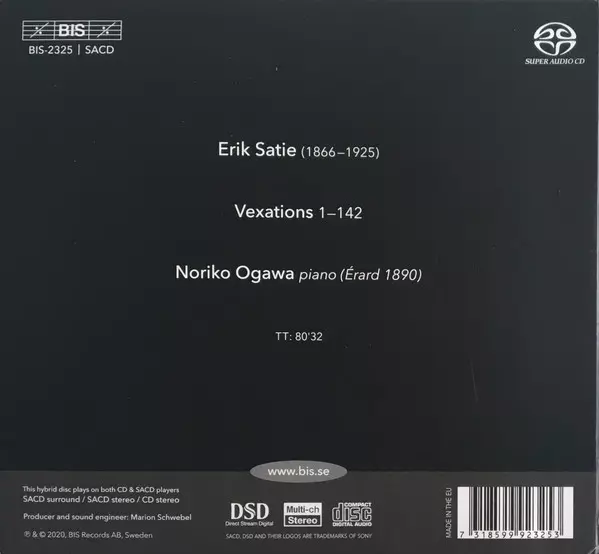 BIS
BIS-2325 | SACD
SUPER AUDIO CD
Erik Satie (1866–1925)
Vexations 1–142
Noriko Ogawa piano (Érard 1890)
TT: 80'32
www.bis.se
This hybrid disc plays on both CD & SACD players
SACD surround / SACD stereo / CD stereo
Producer and sound engineer: Marion Schwebel
℗ & © 2020, BIS Records AB, Sweden
DSD
Direct Stream Digital
Multi-ch
Stereo
COMPACT
disc
DIGITAL AUDIO
SACD, DSD AND THEIR LOGOS ARE TRADEMARKS OF SONY
MADE IN THE EU
7 318599 923253